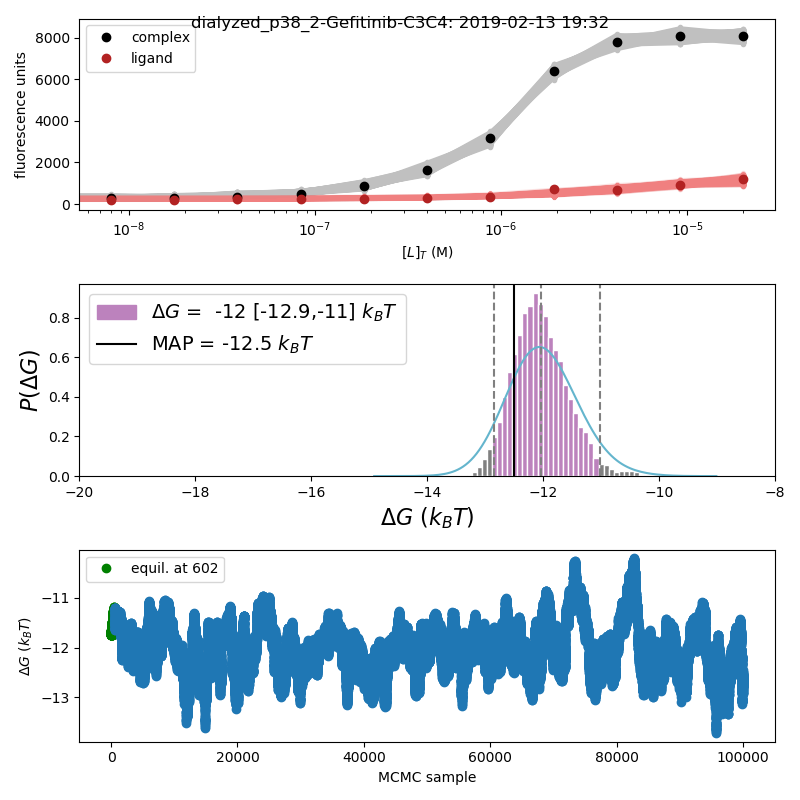 dialyzed_p38_2-Gefitinib-C3C4: 2019-02-13 19:32
fluorescence units
8000
6000
4000
2000
0
complex
ligand
10⁻⁸ 10⁻⁷ 10⁻⁶ 10⁻⁵
[L]_T (M)
P(ΔG)
0.8
0.6
0.4
0.2
0.0
ΔG = -12 [-12.9,-11] k_BT
MAP = -12.5 k_BT
−20 −18 −16 −14 −12 −10 −8
ΔG (k_BT)
ΔG (k_BT)
−11
−12
−13
equil. at 602
0 20000 40000 60000 80000 100000
MCMC sample